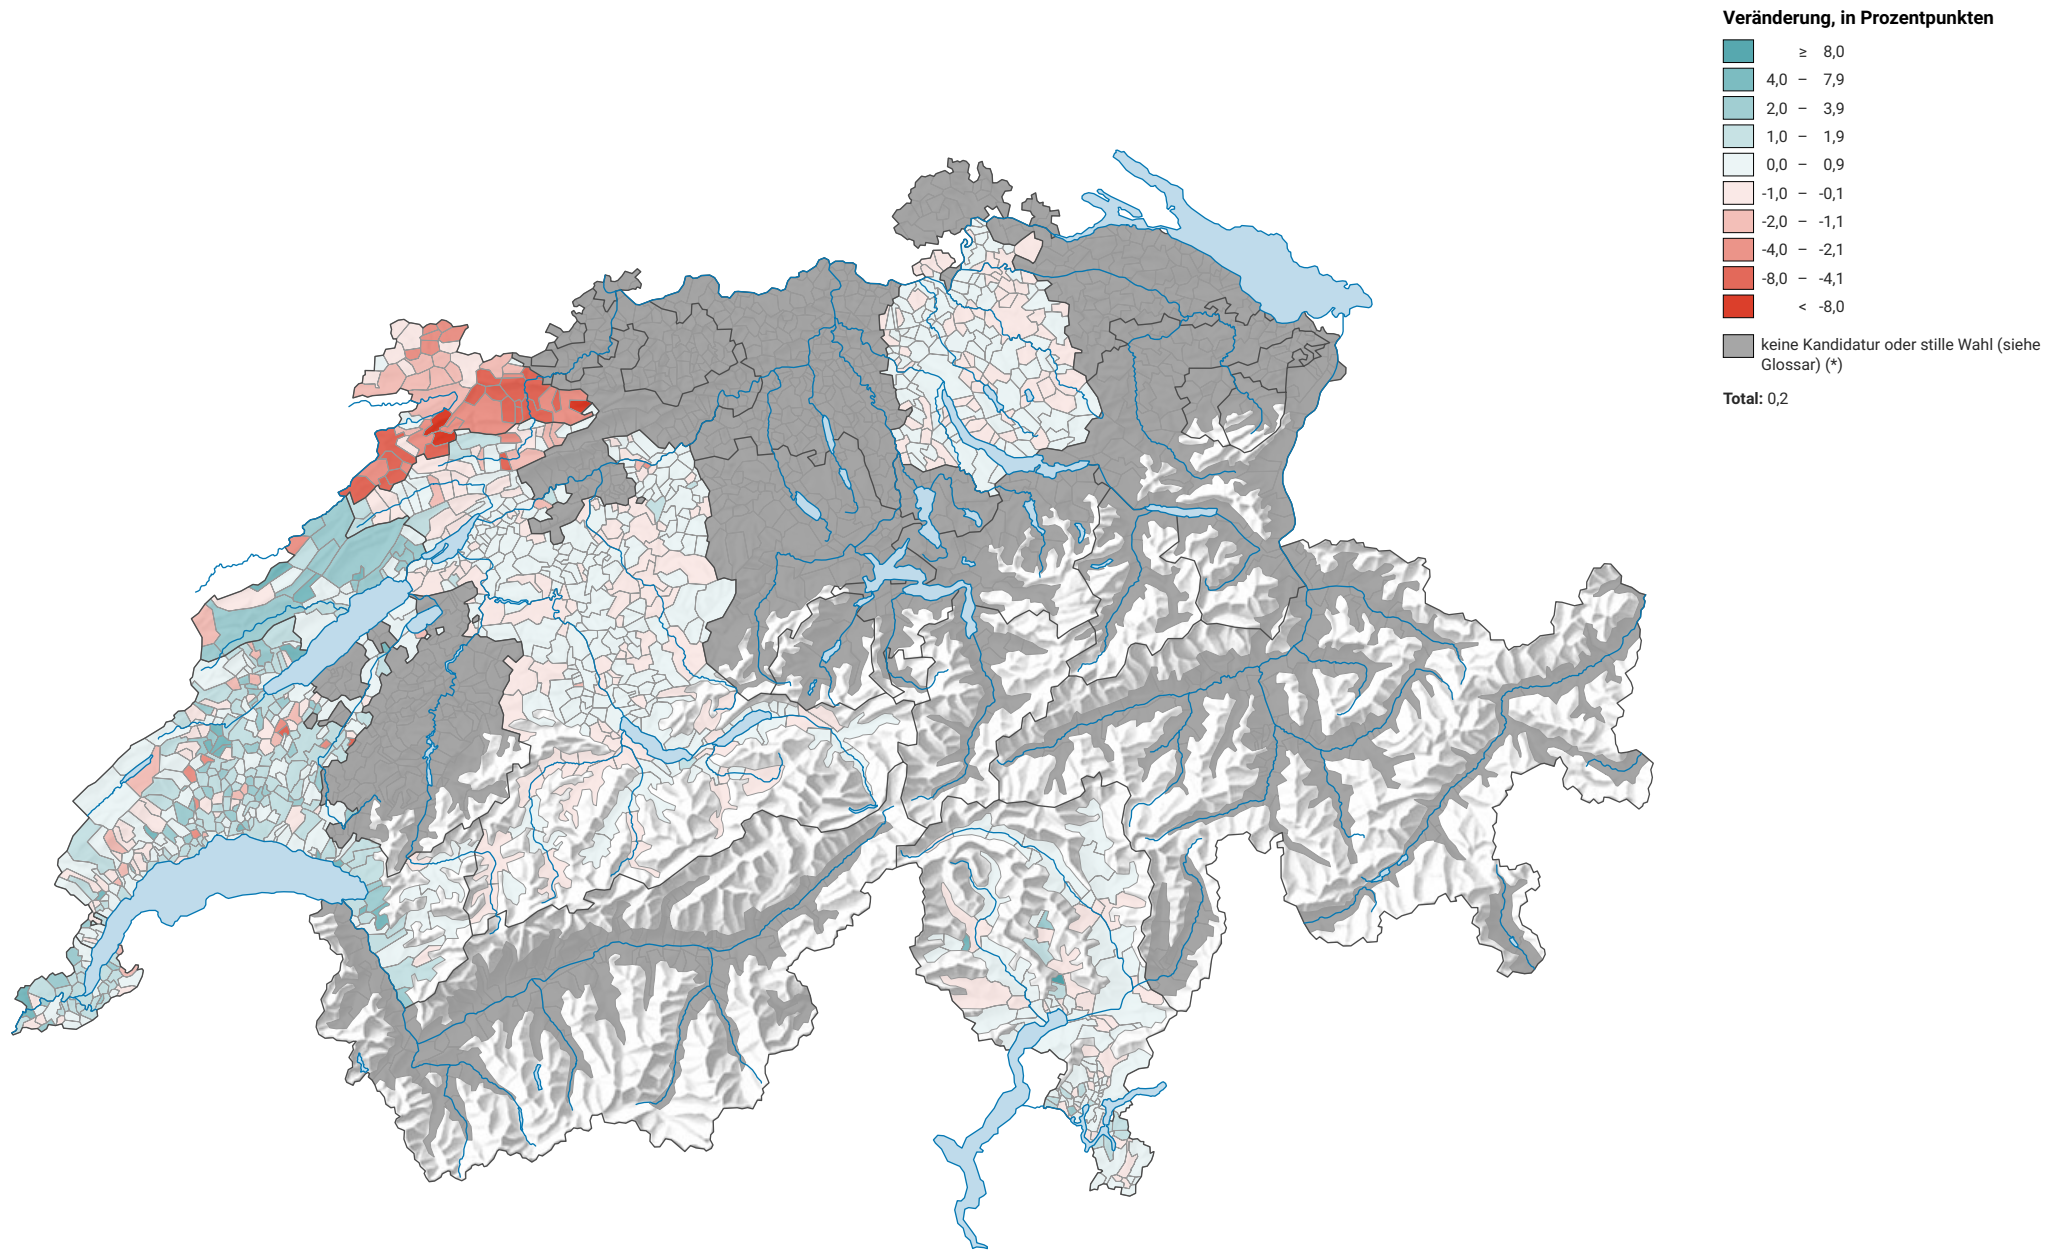 Veränderung, in Prozentpunkten
≥ 8,0
4,0 – 7,9
2,0 – 3,9
1,0 – 1,9
0,0 – 0,9
-1,0 – -0,1
-2,0 – -1,1
-4,0 – -2,1
-8,0 – -4,1
< -8,0
keine Kandidatur oder stille Wahl (siehe
Glossar) (*)
Total: 0,2